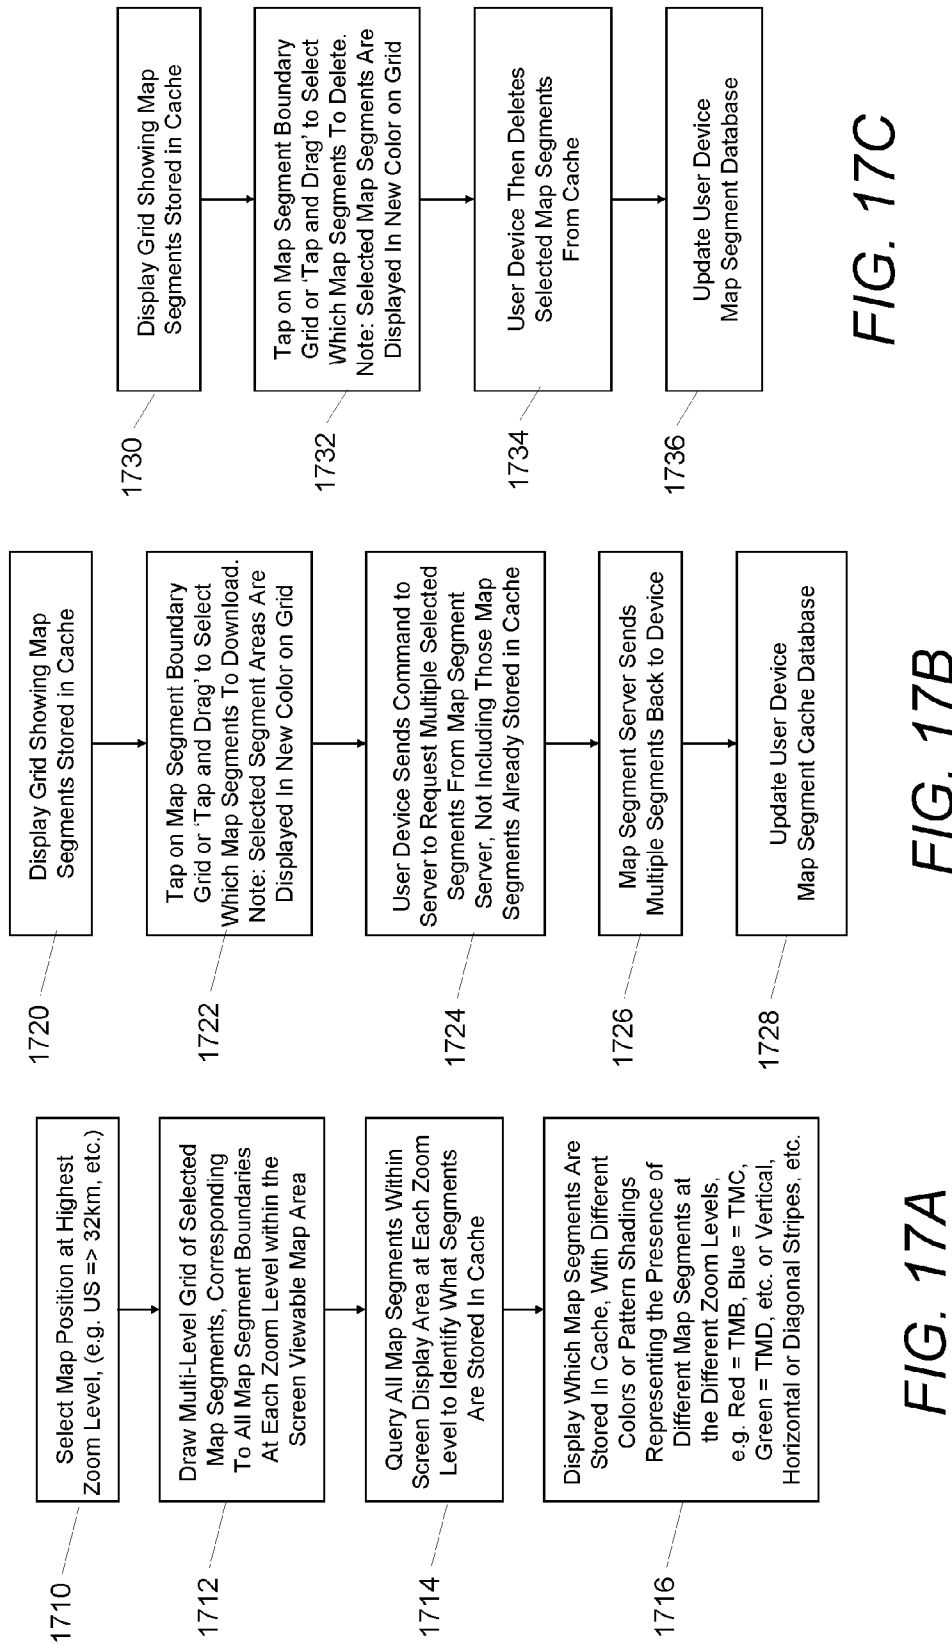 1710
Select Map Position at Highest
Zoom Level, (e.g. US => 32km, etc.)
1712
Draw Multi-Level Grid of Selected
Map Segments, Corresponding
To All Map Segment Boundaries
At Each Zoom Level within the
Screen Viewable Map Area
1714
Query All Map Segments Within
Screen Display Area at Each Zoom
Level to Identify What Segments
Are Stored In Cache
1716
Display Which Map Segments Are
Stored In Cache, With Different
Colors or Pattern Shadings
Representing the Presence of
Different Map Segments at
the Different Zoom Levels,
e.g. Red = TMB, Blue = TMC,
Green = TMD, etc. or Vertical,
Horizontal or Diagonal Stripes, etc.
FIG. 17A
1720
Display Grid Showing Map
Segments Stored in Cache
1722
Tap on Map Segment Boundary
Grid or 'Tap and Drag' to Select
Which Map Segments To Download.
Note: Selected Segment Areas Are
Displayed In New Color on Grid
1724
User Device Sends Command to
Server to Request Multiple Selected
Segments From Map Segment
Server, Not Including Those Map
Segments Already Stored in Cache
1726
Map Segment Server Sends
Multiple Segments Back to Device
1728
Update User Device
Map Segment Cache Database
FIG. 17B
1730
Display Grid Showing Map
Segments Stored in Cache
1732
Tap on Map Segment Boundary
Grid or 'Tap and Drag' to Select
Which Map Segments To Delete.
Note: Selected Map Segments Are
Displayed In New Color on Grid
1734
User Device Then Deletes
Selected Map Segments
From Cache
1736
Update User Device
Map Segment Database
FIG. 17C